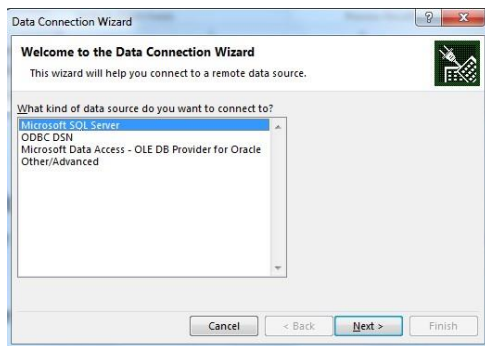 Data Connection Wizard
Welcome to the Data Connection Wizard
This wizard will help you connect to a remote data source.
What kind of data source do you want to connect to?
Microsoft SQL Server
ODBC DSN
Microsoft Data Access - OLE DB Provider for Oracle
Other/Advanced
Cancel
< Back
Next >
Finish